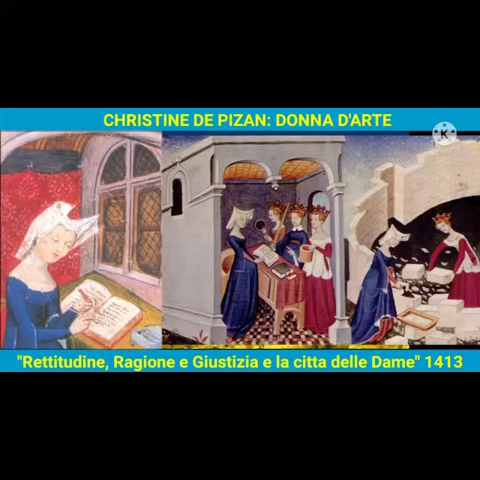 CHRISTINE DE PIZAN: DONNA D'ARTE
K
"Rettitudine, Ragione e Giustizia e la citta delle Dame" 1413